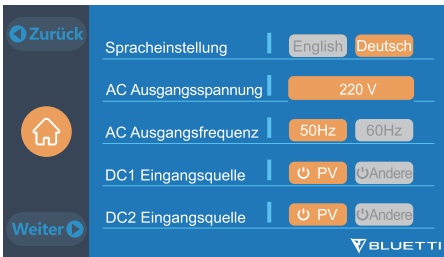 Zurück
Spracheinstellung English Deutsch
AC Ausgangsspannung 220 V
AC Ausgangsfrequenz 50Hz 60Hz
DC1 Eingangsquelle PV Andere
DC2 Eingangsquelle PV Andere
Weiter
BLUETTI